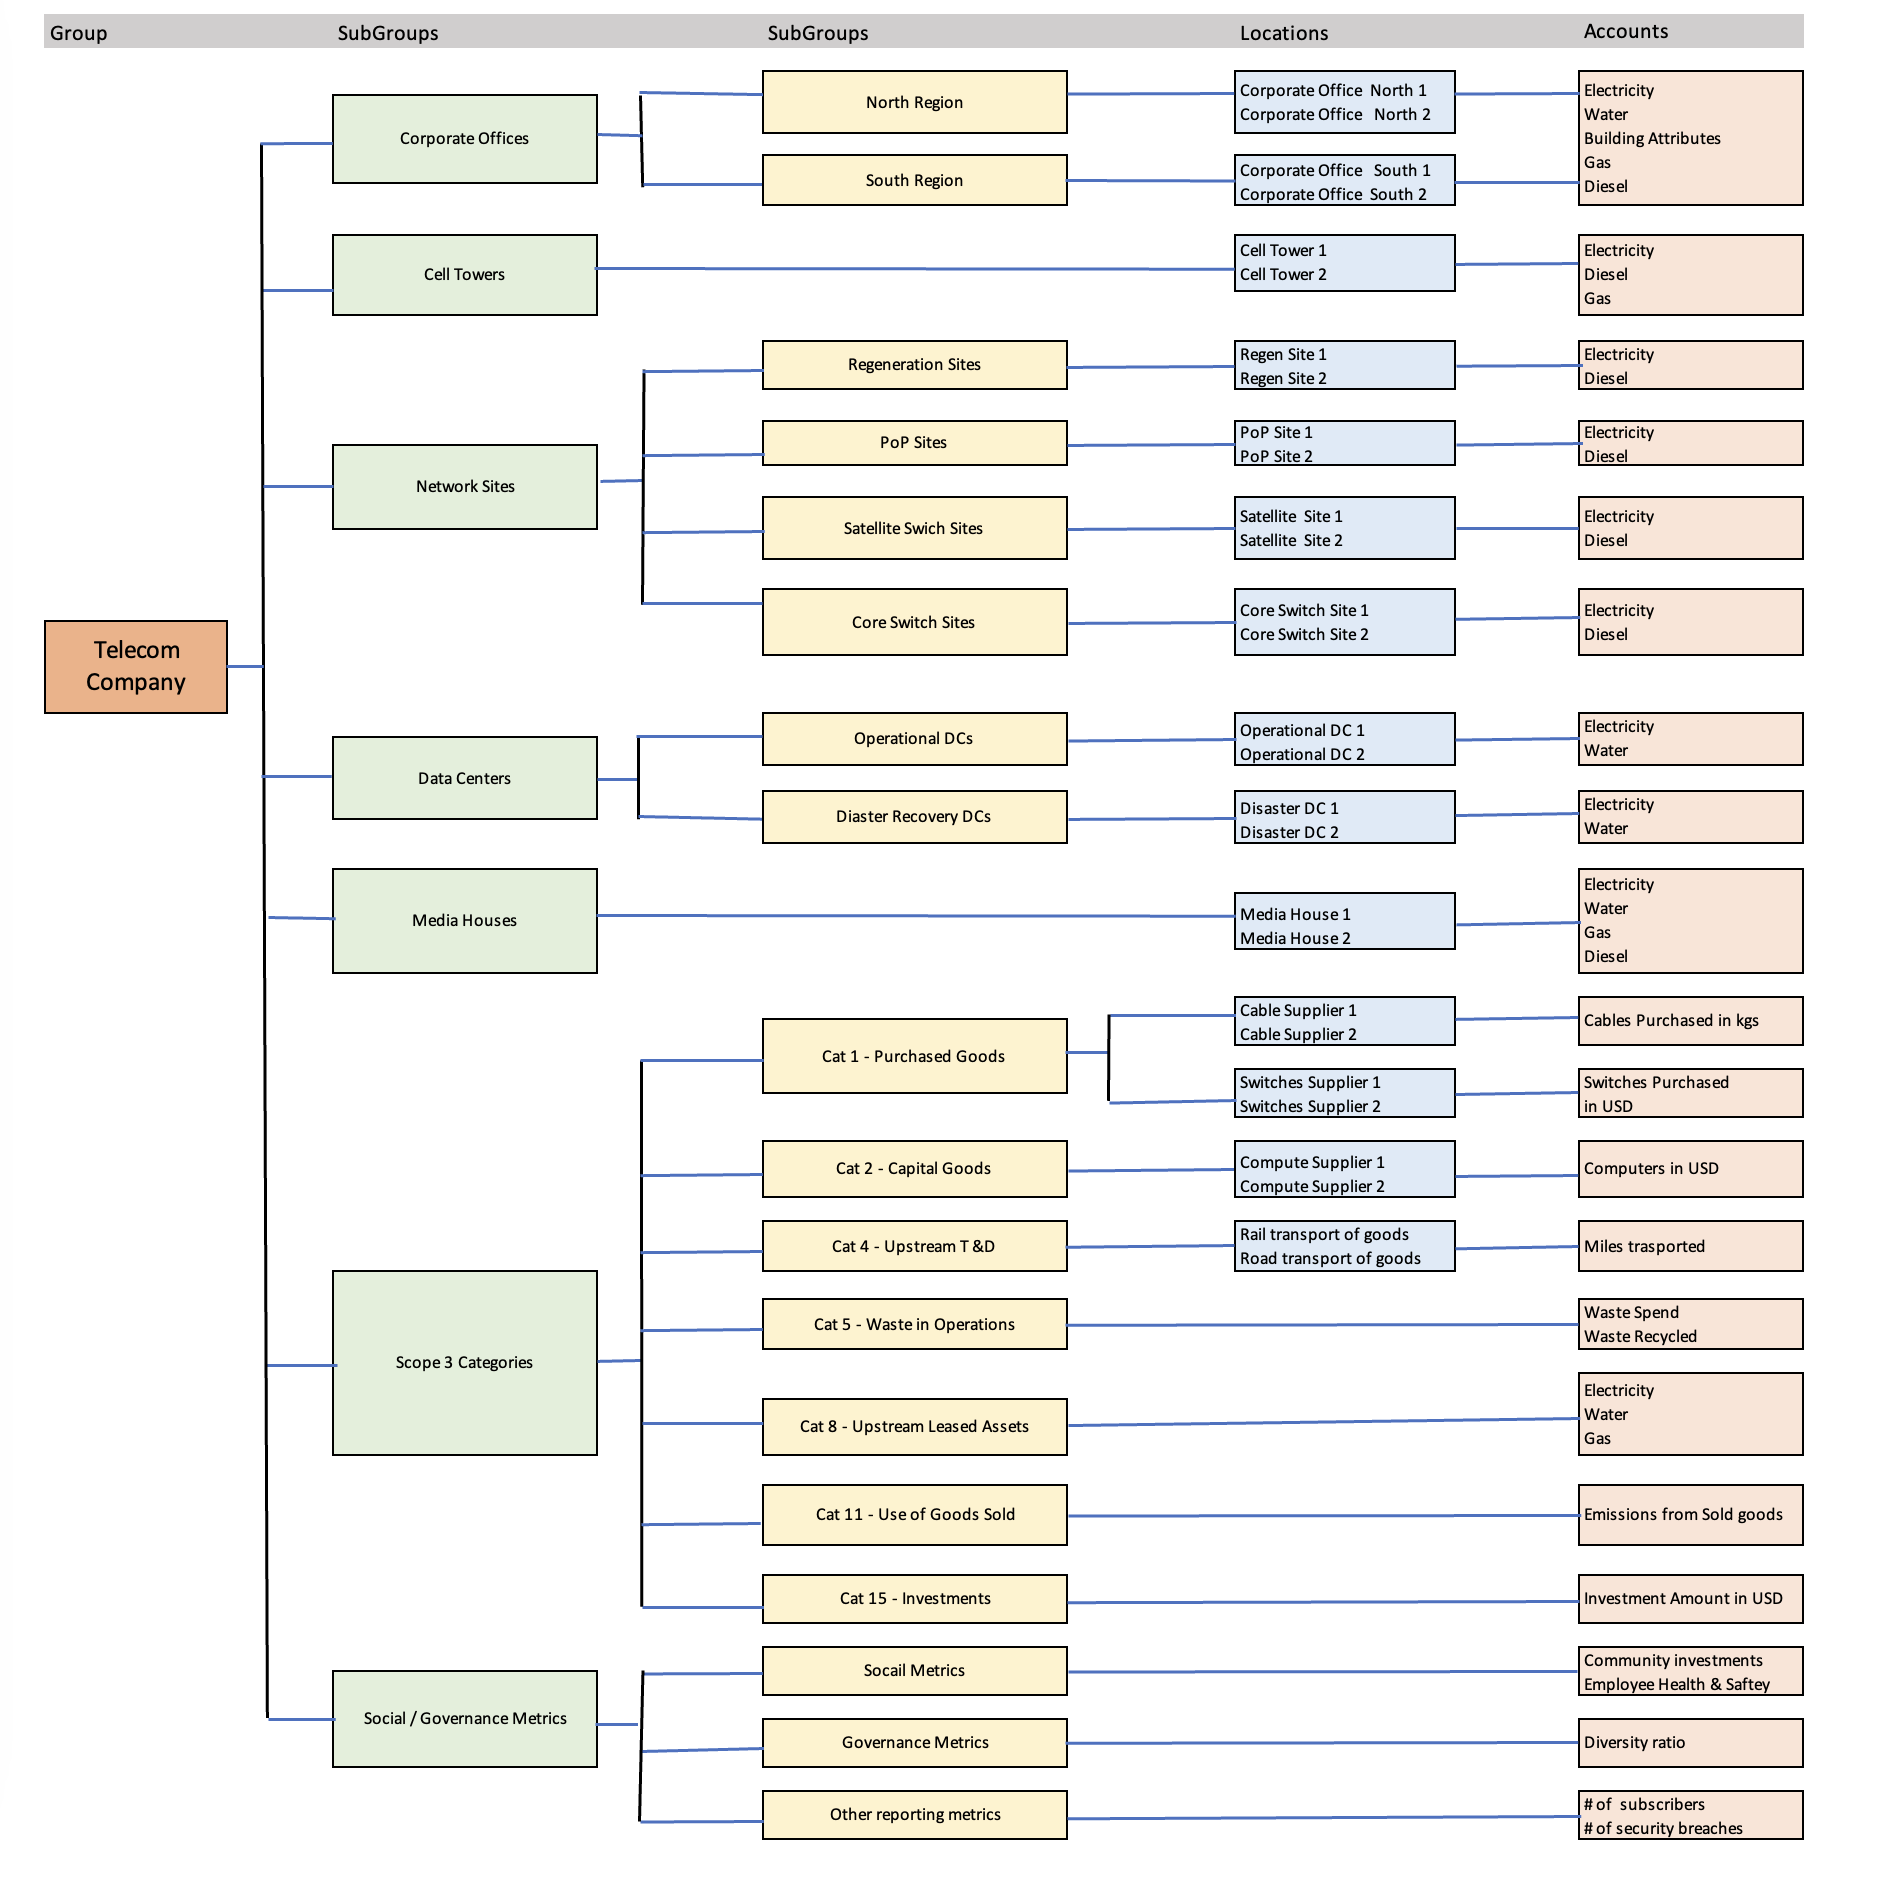 Group
SubGroups
SubGroups
Locations
Accounts
Corporate Offices
North Region
Corporate Office North 1
Corporate Office North 2
Electricity
Water
Building Attributes
Gas
Diesel
South Region
Corporate Office South 1
Corporate Office South 2
Cell Towers
Cell Tower 1
Cell Tower 2
Electricity
Diesel
Gas
Network Sites
Regeneration Sites
Regen Site 1
Regen Site 2
Electricity
Diesel
PoP Sites
PoP Site 1
PoP Site 2
Electricity
Diesel
Satellite Swich Sites
Satellite Site 1
Satellite Site 2
Electricity
Diesel
Core Switch Sites
Core Switch Site 1
Core Switch Site 2
Electricity
Diesel
Telecom
Company
Data Centers
Operational DCs
Operational DC 1
Operational DC 2
Electricity
Water
Diaster Recovery DCs
Disaster DC 1
Disaster DC 2
Electricity
Water
Media Houses
Media House 1
Media House 2
Electricity
Water
Gas
Diesel
Scope 3 Categories
Cat 1 - Purchased Goods
Cable Supplier 1
Cable Supplier 2
Cables Purchased in kgs
Switches Supplier 1
Switches Supplier 2
Switches Purchased
in USD
Cat 2 - Capital Goods
Compute Supplier 1
Compute Supplier 2
Computers in USD
Cat 4 - Upstream T &D
Rail transport of goods
Road transport of goods
Miles trasported
Cat 5 - Waste in Operations
Waste Spend
Waste Recycled
Cat 8 - Upstream Leased Assets
Electricity
Water
Gas
Cat 11 - Use of Goods Sold
Emissions from Sold goods
Cat 15 - Investments
Investment Amount in USD
Social / Governance Metrics
Socail Metrics
Community investments
Employee Health & Saftey
Governance Metrics
Diversity ratio
Other reporting metrics
# of subscribers
# of security breaches